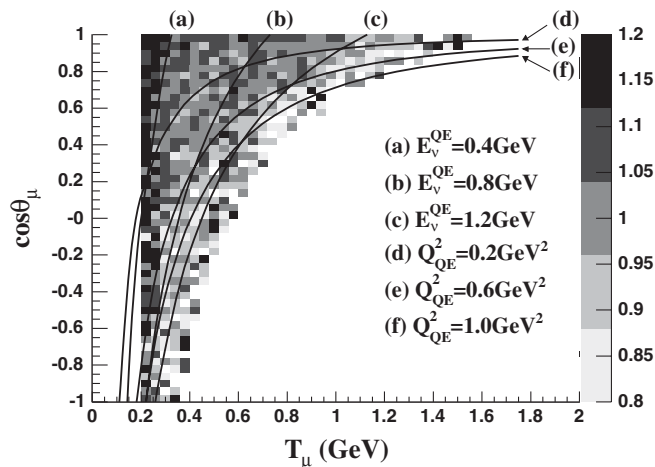 (a) (b) (c) (d)
(e)
(f)
1
0.8
0.6
0.4
0.2
-0
-0.2
-0.4
-0.6
-0.8
-1
cosθμ
(a) EνQE=0.4GeV
(b) EνQE=0.8GeV
(c) EνQE=1.2GeV
(d) Q2QE=0.2GeV2
(e) Q2QE=0.6GeV2
(f) Q2QE=1.0GeV2
0 0.2 0.4 0.6 0.8 1 1.2 1.4 1.6 1.8 2
Tμ (GeV)
1.2
1.15
1.1
1.05
1
0.95
0.9
0.85
0.8